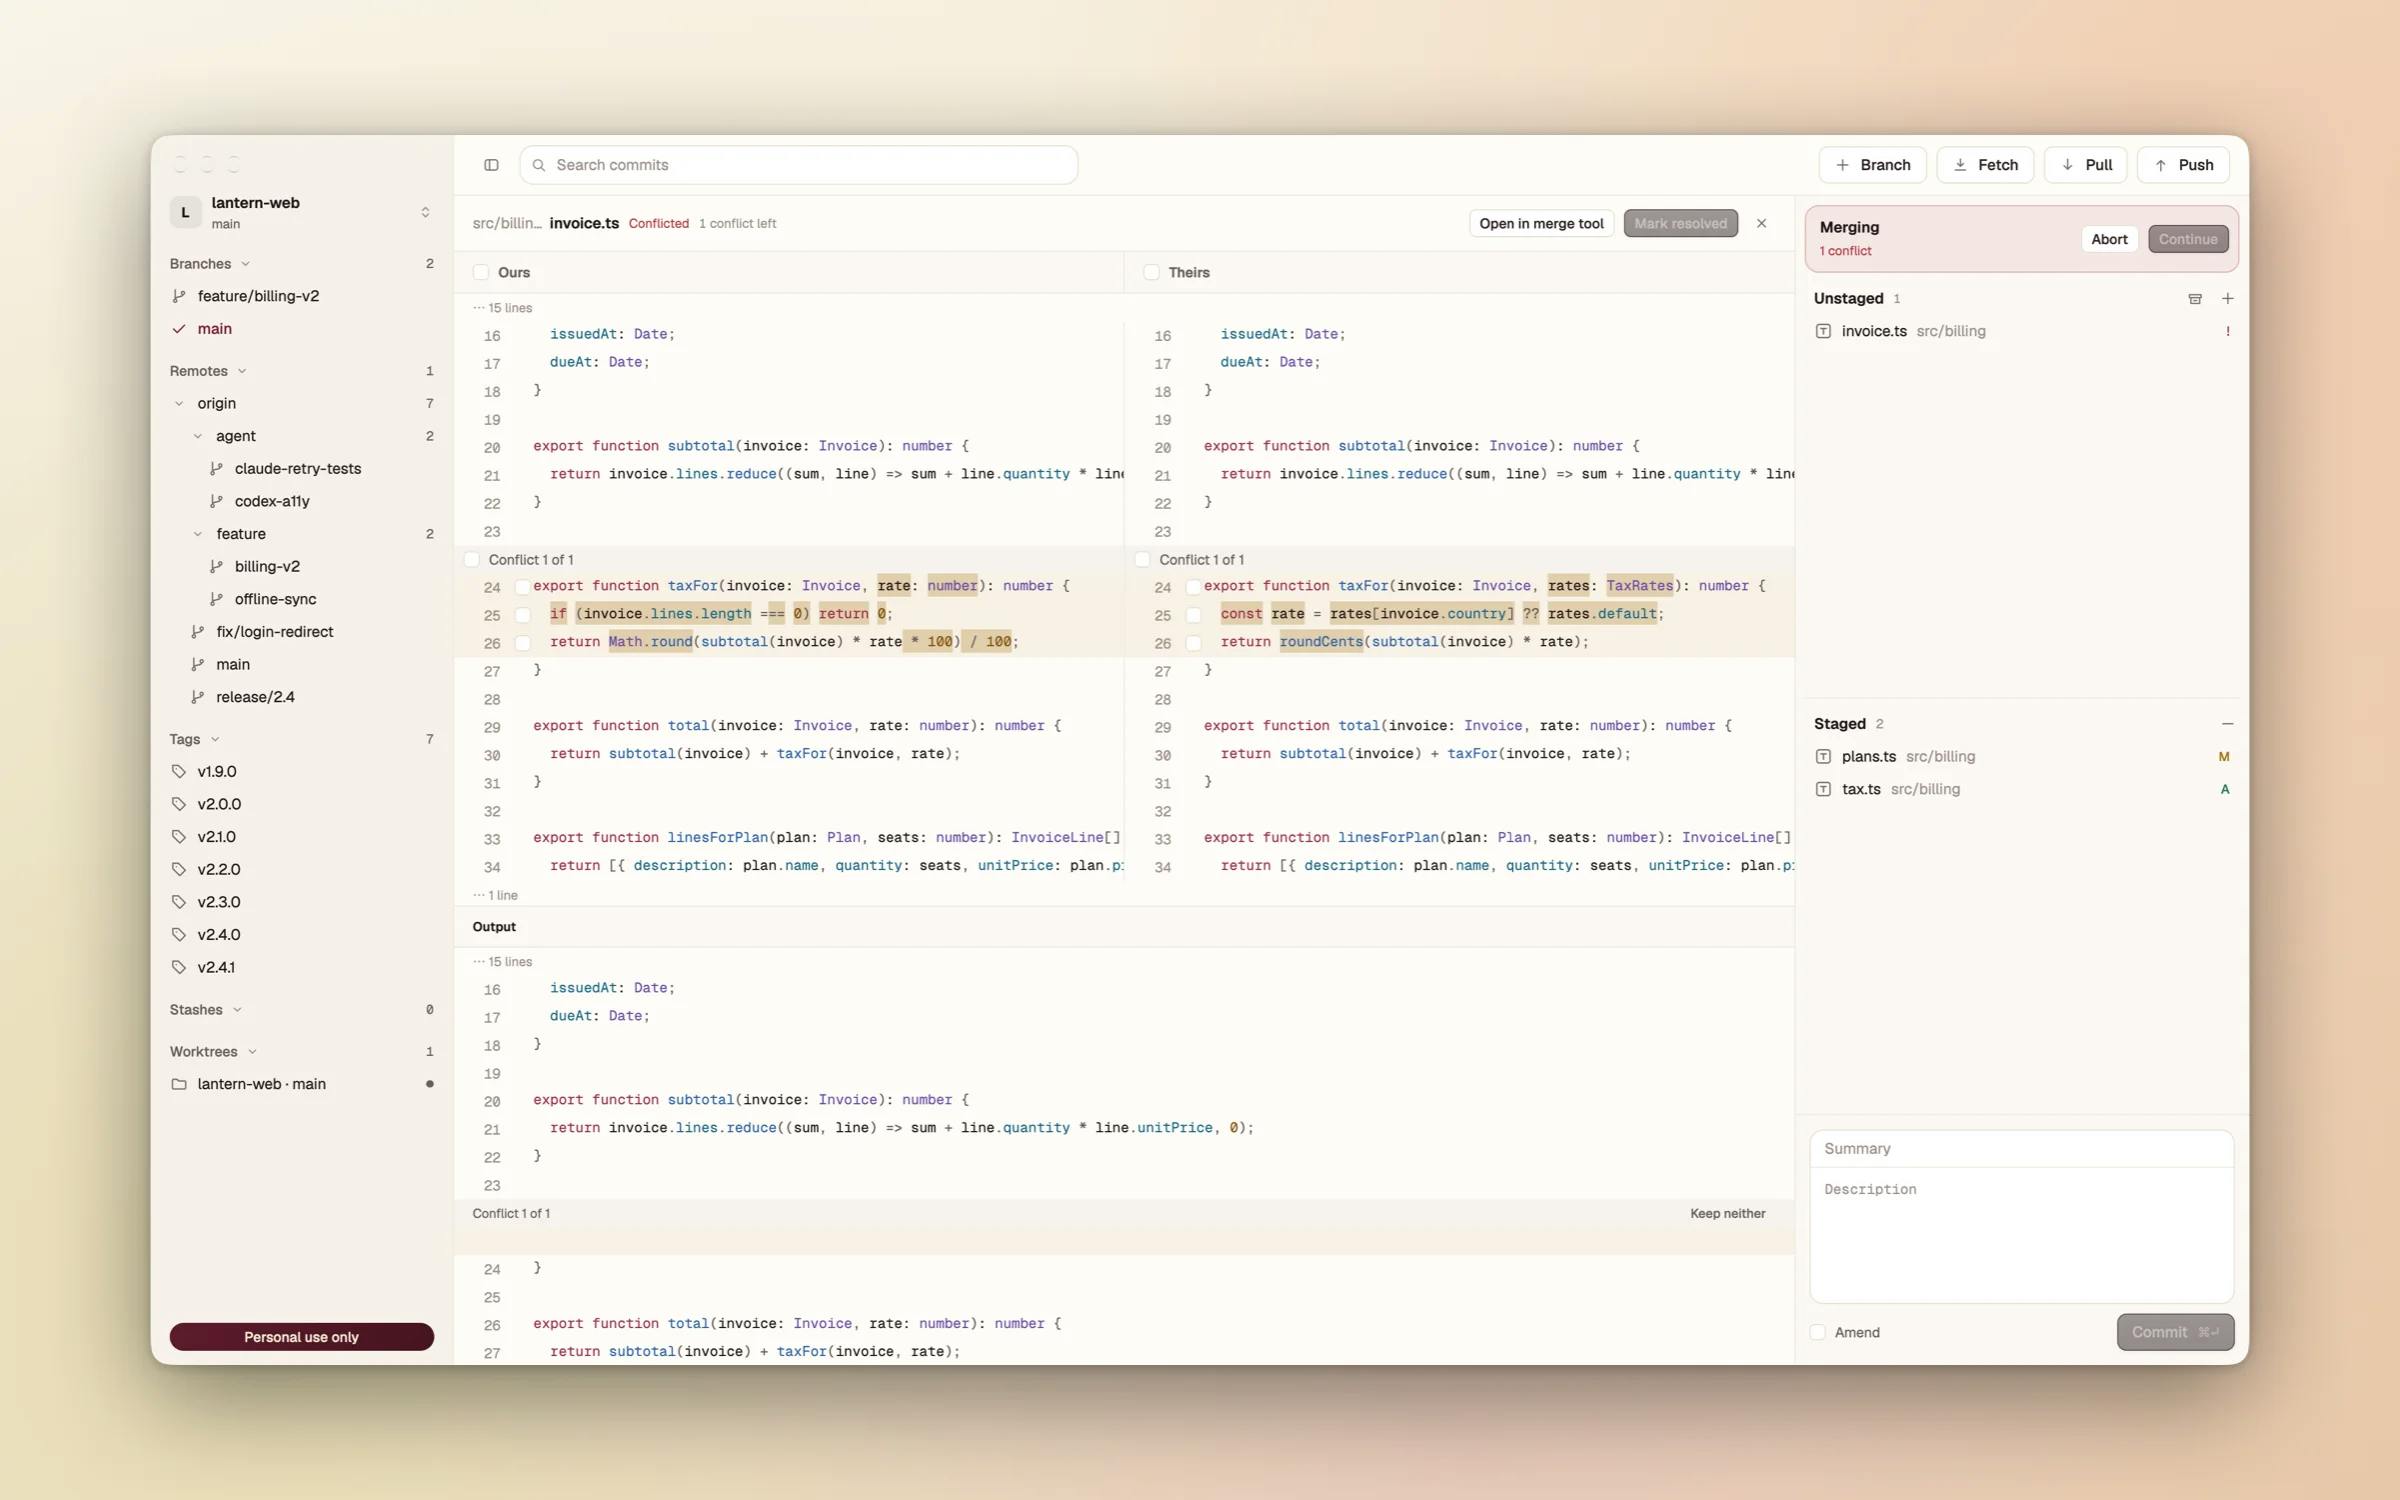 L
lantern-web
main
Branches 2
feature/billing-v2
main
Remotes 1
origin 7
agent 2
claude-retry-tests
codex-a11y
feature 2
billing-v2
offline-sync
fix/login-redirect
main
release/2.4
Tags 7
v1.9.0
v2.0.0
v2.1.0
v2.2.0
v2.3.0
v2.4.0
v2.4.1
Stashes 0
Worktrees 1
lantern-web · main
Personal use only
Search commits
Branch
Fetch
Pull
Push
src/billin... invoice.ts Conflicted 1 conflict left
Open in merge tool
Mark resolved
Ours
··· 15 lines
16 issuedAt: Date;
17 dueAt: Date;
18 }
19
20 export function subtotal(invoice: Invoice): number {
21 return invoice.lines.reduce((sum, line) => sum + line.quantity * line
22 }
23
Conflict 1 of 1
24 export function taxFor(invoice: Invoice, rate: number): number {
25 if (invoice.lines.length === 0) return 0;
26 return Math.round(subtotal(invoice) * rate * 100) / 100;
27 }
28
29 export function total(invoice: Invoice, rate: number): number {
30 return subtotal(invoice) + taxFor(invoice, rate);
31 }
32
33 export function linesForPlan(plan: Plan, seats: number): InvoiceLine[]
34 return [{ description: plan.name, quantity: seats, unitPrice: plan.pr
··· 1 line
Theirs
16 issuedAt: Date;
17 dueAt: Date;
18 }
19
20 export function subtotal(invoice: Invoice): number {
21 return invoice.lines.reduce((sum, line) => sum + line.quantity * line
22 }
23
Conflict 1 of 1
24 export function taxFor(invoice: Invoice, rates: TaxRates): number {
25 const rate = rates[invoice.country] ?? rates.default;
26 return roundCents(subtotal(invoice) * rate);
27 }
28
29 export function total(invoice: Invoice, rate: number): number {
30 return subtotal(invoice) + taxFor(invoice, rate);
31 }
32
33 export function linesForPlan(plan: Plan, seats: number): InvoiceLine[]
34 return [{ description: plan.name, quantity: seats, unitPrice: plan.pr
Output
··· 15 lines
16 issuedAt: Date;
17 dueAt: Date;
18 }
19
20 export function subtotal(invoice: Invoice): number {
21 return invoice.lines.reduce((sum, line) => sum + line.quantity * line.unitPrice, 0);
22 }
23
Conflict 1 of 1 Keep neither
24 }
25
26 export function total(invoice: Invoice, rate: number): number {
27 return subtotal(invoice) + taxFor(invoice, rate);
Merging
1 conflict
Abort
Continue
Unstaged 1
invoice.ts src/billing !
Staged 2
plans.ts src/billing M
tax.ts src/billing A
Summary
Description
Amend
Commit ⌘↵